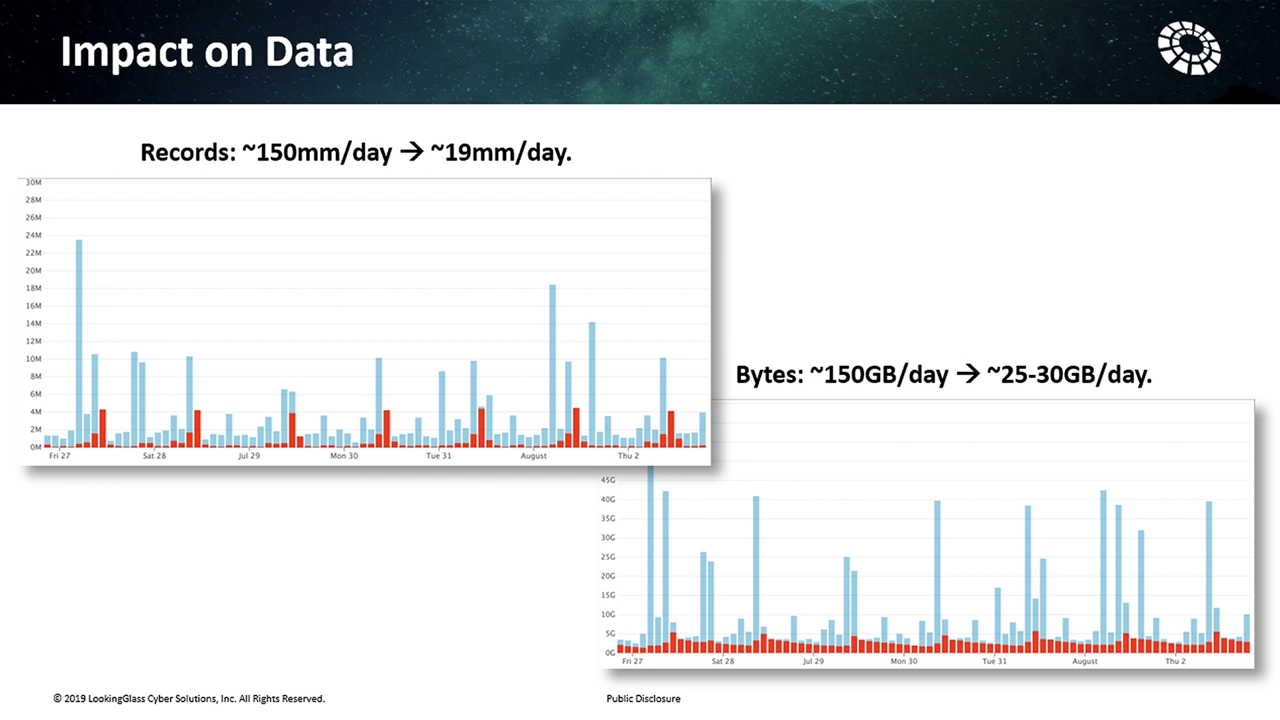 Impact on Data
Records: ~150mm/day → ~19mm/day.
30M
28M
26M
24M
22M
20M
18M
16M
14M
12M
10M
8M
6M
4M
2M
0M
Fri 27 Sat 28 Jul 29 Mon 30 Tue 31 August Thu 2
Bytes: ~150GB/day → ~25-30GB/day.
45G
40G
35G
30G
25G
20G
15G
10G
5G
0G
Fri 27 Sat 28 Jul 29 Mon 30 Tue 31 August Thu 2
© 2019 LookingGlass Cyber Solutions, Inc. All Rights Reserved. Public Disclosure